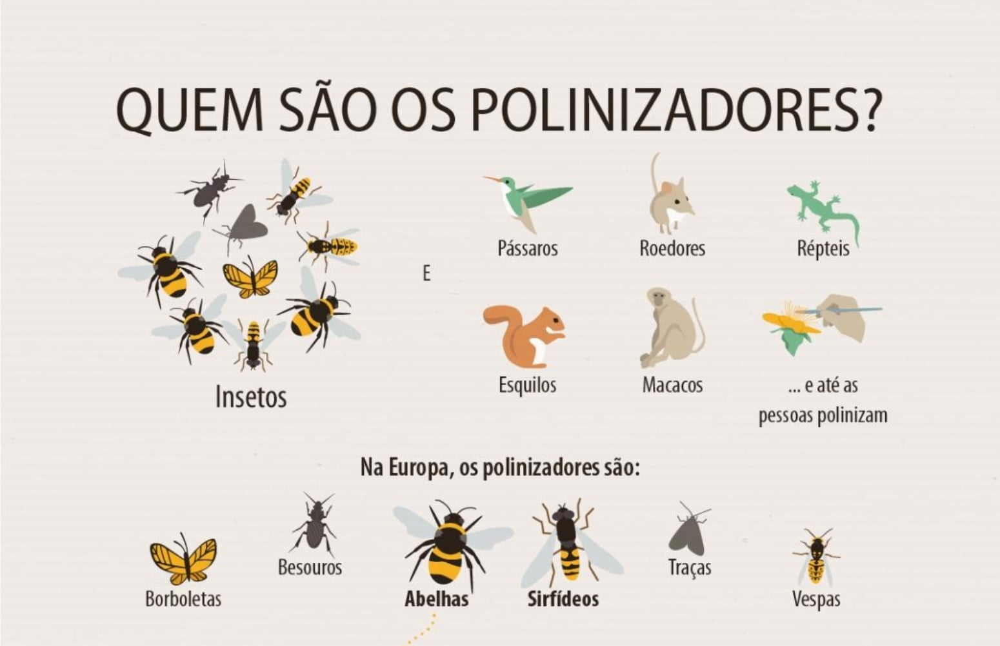 QUEM SÃO OS POLINIZADORES?
Pássaros
Roedores
Répteis
E
Esquilos
Macacos
... e até as
pessoas polinizam
Insetos
Na Europa, os polinizadores são:
Borboletas
Besouros
Abelhas
Sirfídeos
Traças
Vespas